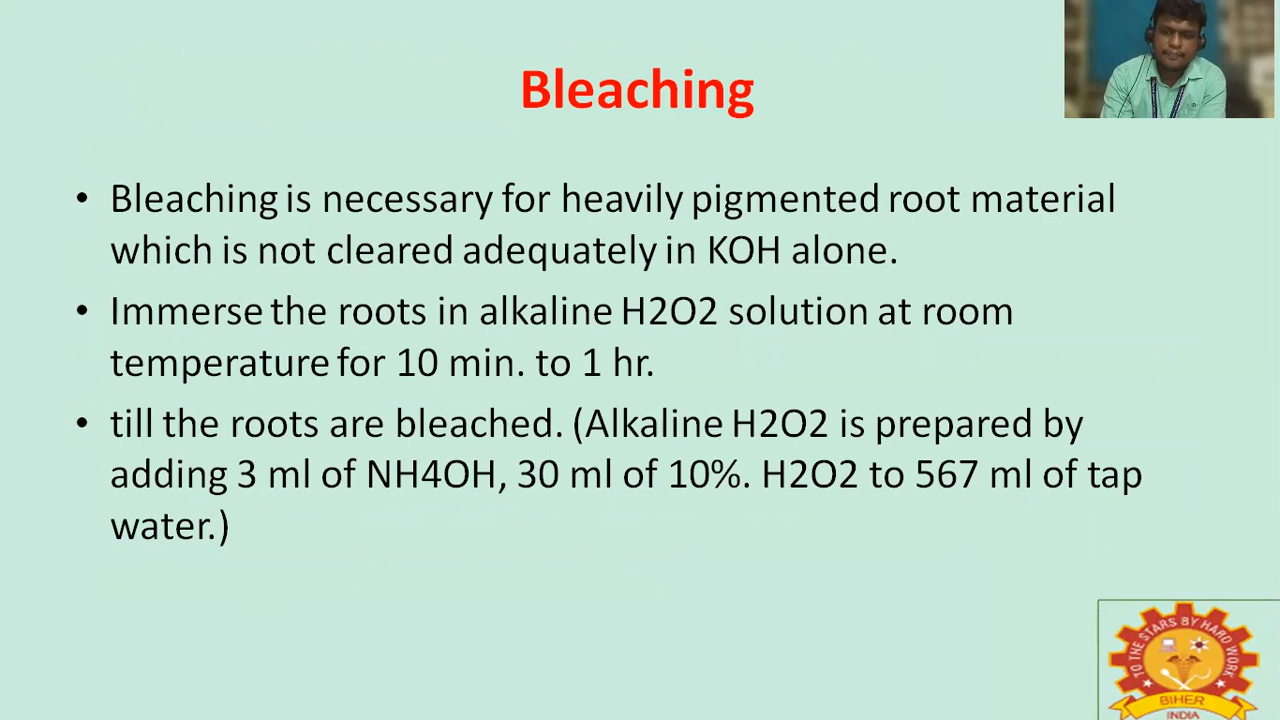 Bleaching
• Bleaching is necessary for heavily pigmented root material
which is not cleared adequately in KOH alone.
• Immerse the roots in alkaline H2O2 solution at room
temperature for 10 min. to 1 hr.
• till the roots are bleached. (Alkaline H2O2 is prepared by
adding 3 ml of NH4OH, 30 ml of 10%. H2O2 to 567 ml of tap
water.)
TO THE STARS BY HARD WORK
BIHER
INDIA